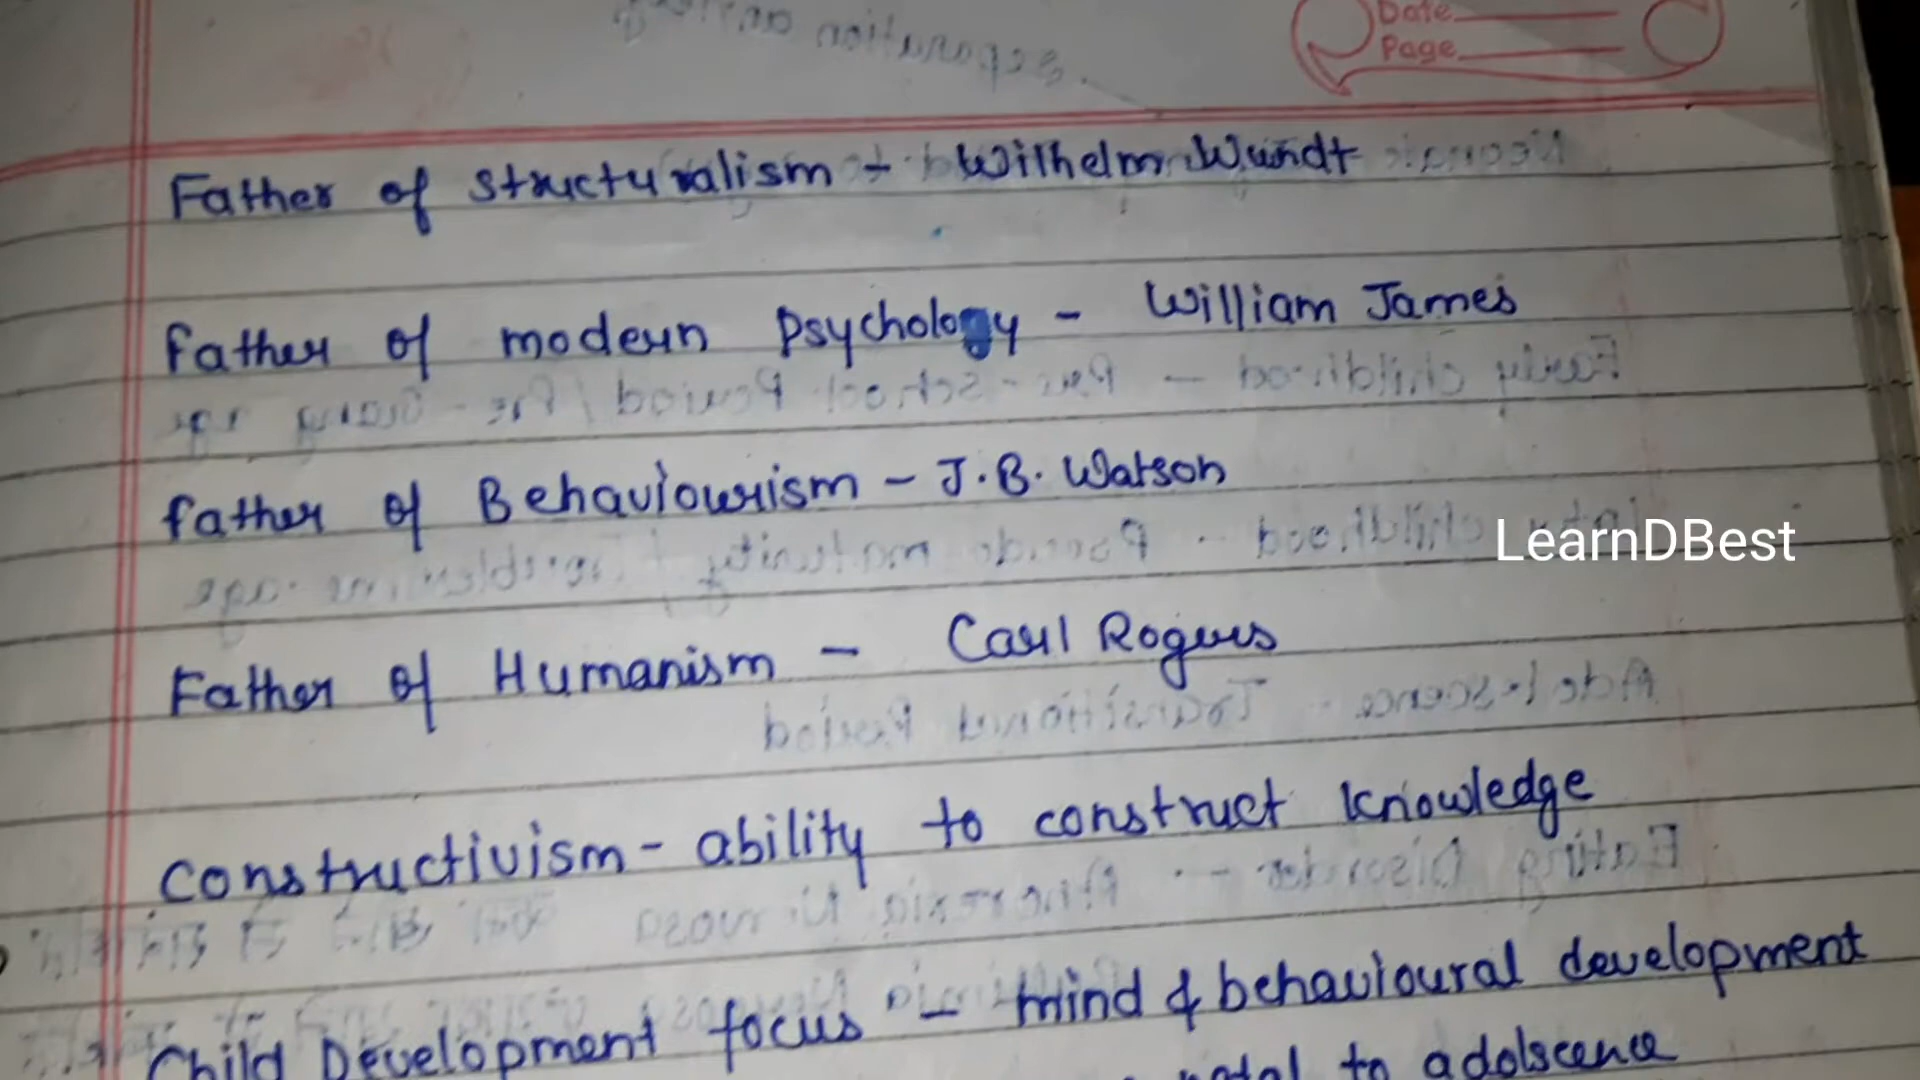 Date
Page
Father of structuralism - Wilhelm Wundt
Father of modern Psychology - William James
Father of Behaviourism - J.B. Watson
LearnDBest
Father of Humanism - Carl Rogers
Constructivism - ability to construct knowledge
Child Development focus - mind & behavioural development
natal to adolscence